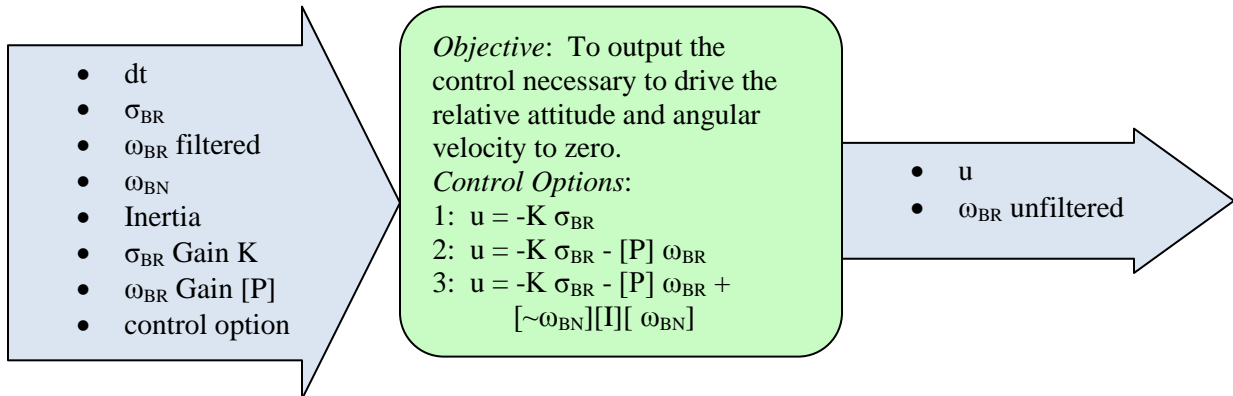 • dt
• σBR
• ωBR filtered
• ωBN
• Inertia
• σBR Gain K
• ωBR Gain [P]
• control option
Objective: To output the
control necessary to drive the
relative attitude and angular
velocity to zero.
Control Options:
1: u = -K σBR
2: u = -K σBR - [P] ωBR
3: u = -K σBR - [P] ωBR +
[~ωBN][I][ ωBN]
• u
• ωBR unfiltered